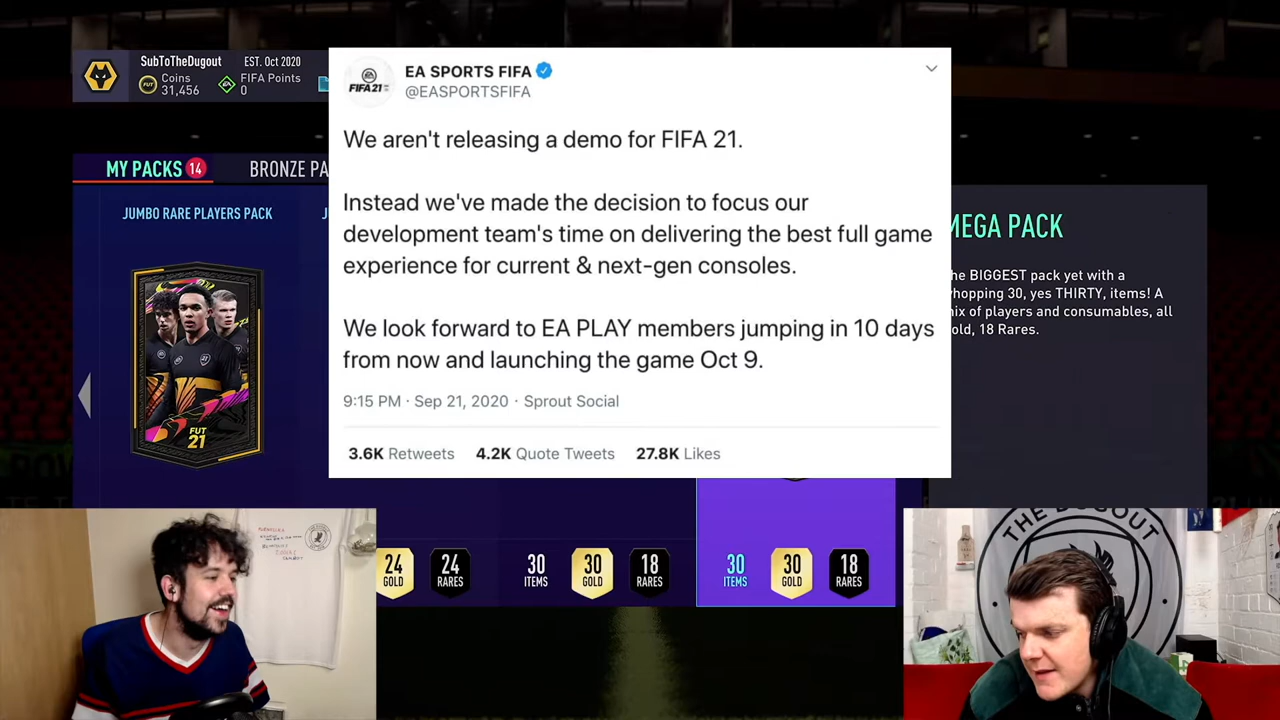 SubToTheDugout
EST. Oct 2020
Coins
31,456
FIFA Points
0
MY PACKS 14
BRONZE PA
JUMBO RARE PLAYERS PACK
FUT
21
FIFA21
EA SPORTS FIFA
@EASPORTSFIFA
We aren't releasing a demo for FIFA 21.
Instead we've made the decision to focus our
development team's time on delivering the best full game
experience for current & next-gen consoles.
We look forward to EA PLAY members jumping in 10 days
from now and launching the game Oct 9.
9:15 PM · Sep 21, 2020 · Sprout Social
3.6K Retweets 4.2K Quote Tweets 27.8K Likes
MEGA PACK
he BIGGEST pack yet with a
whopping 30, yes THIRTY, items! A
mix of players and consumables, all
old, 18 Rares.
24
GOLD
24
RARES
30
ITEMS
30
GOLD
18
RARES
30
ITEMS
30
GOLD
18
RARES
THE DUGOUT